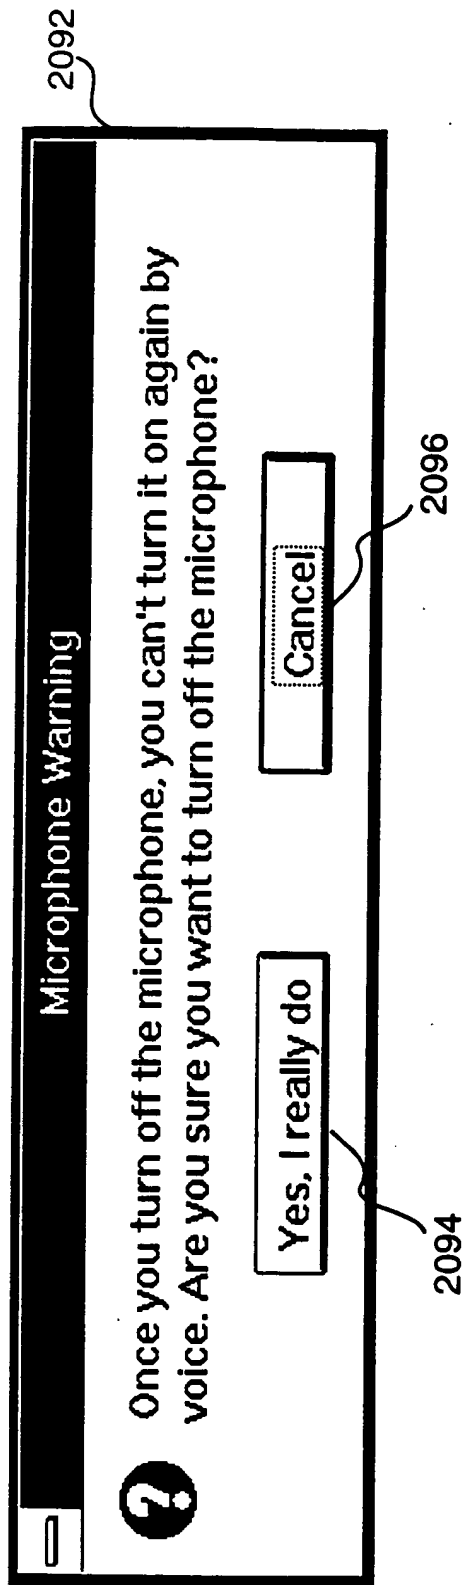 2092
Microphone Warning
Once you turn off the microphone, you can't turn it on again by
voice. Are you sure you want to turn off the microphone?
Yes, I really do
Cancel
2094
2096